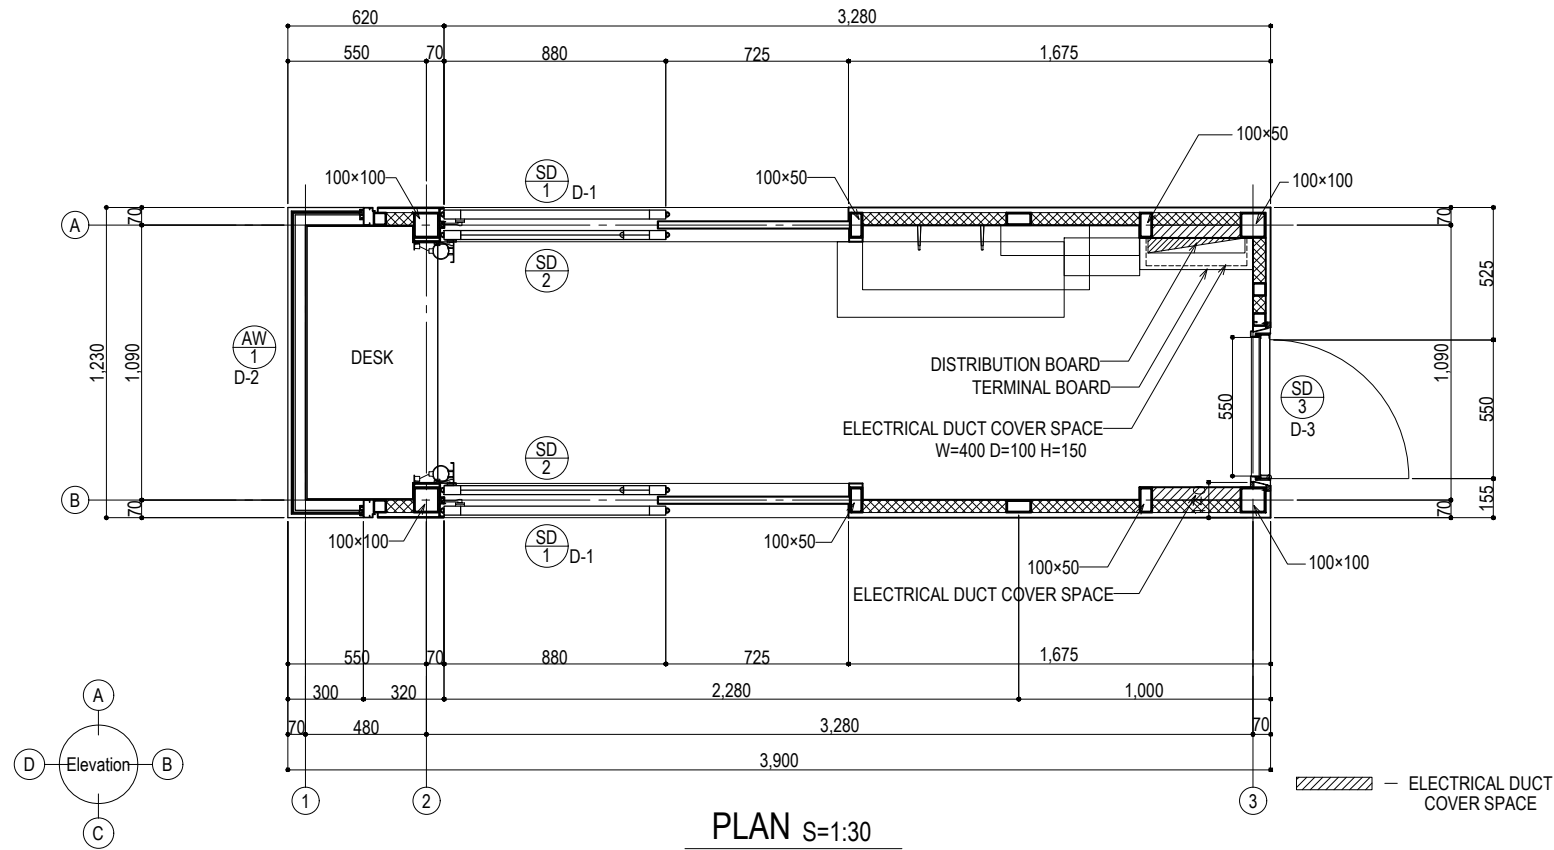 620
3,280
550
70
880
725
1,675
100×50
SD
1
D-1
100×100
100×50
100×100
A
70
70
SD
2
525
1,230
1,090
AW
1
D-2
DESK
DISTRIBUTION BOARD
TERMINAL BOARD
1,090
550
SD
3
D-3
550
ELECTRICAL DUCT COVER SPACE
W=400 D=100 H=150
SD
2
B
70
120
70
155
100×100
SD
1
D-1
100×50
100×50
100×100
ELECTRICAL DUCT COVER SPACE
550
70
880
725
1,675
300
320
2,280
1,000
70
480
3,280
70
3,900
A
D
Elevation
B
C
1
2
3
ELECTRICAL DUCT
COVER SPACE
PLAN S=1:30